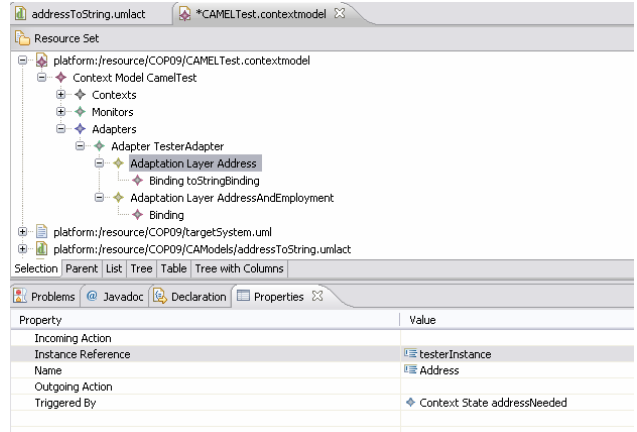 addressToString.umlact
*CAMELTest.contextmodel
Resource Set
platform:/resource/COP09/CAMELTest.contextmodel
Context Model CamelTest
Contexts
Monitors
Adapters
Adapter TesterAdapter
Adaptation Layer Address
Binding toStringBinding
Adaptation Layer AddressAndEmployment
Binding
platform:/resource/COP09/targetSystem.uml
platform:/resource/COP09/CAModels/addressToString.umlact
Selection Parent List Tree Table Tree with Columns
Problems @ Javadoc Declaration Properties
Property Value
Incoming Action
Instance Reference testerInstance
Name Address
Outgoing Action
Triggered By Context State addressNeeded